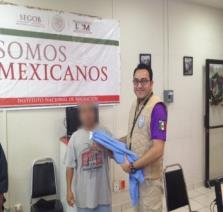 SEGOB
INM
SOMOS
MEXICANOS
INSTITUTO NACIONAL DE MIGRACIÓN